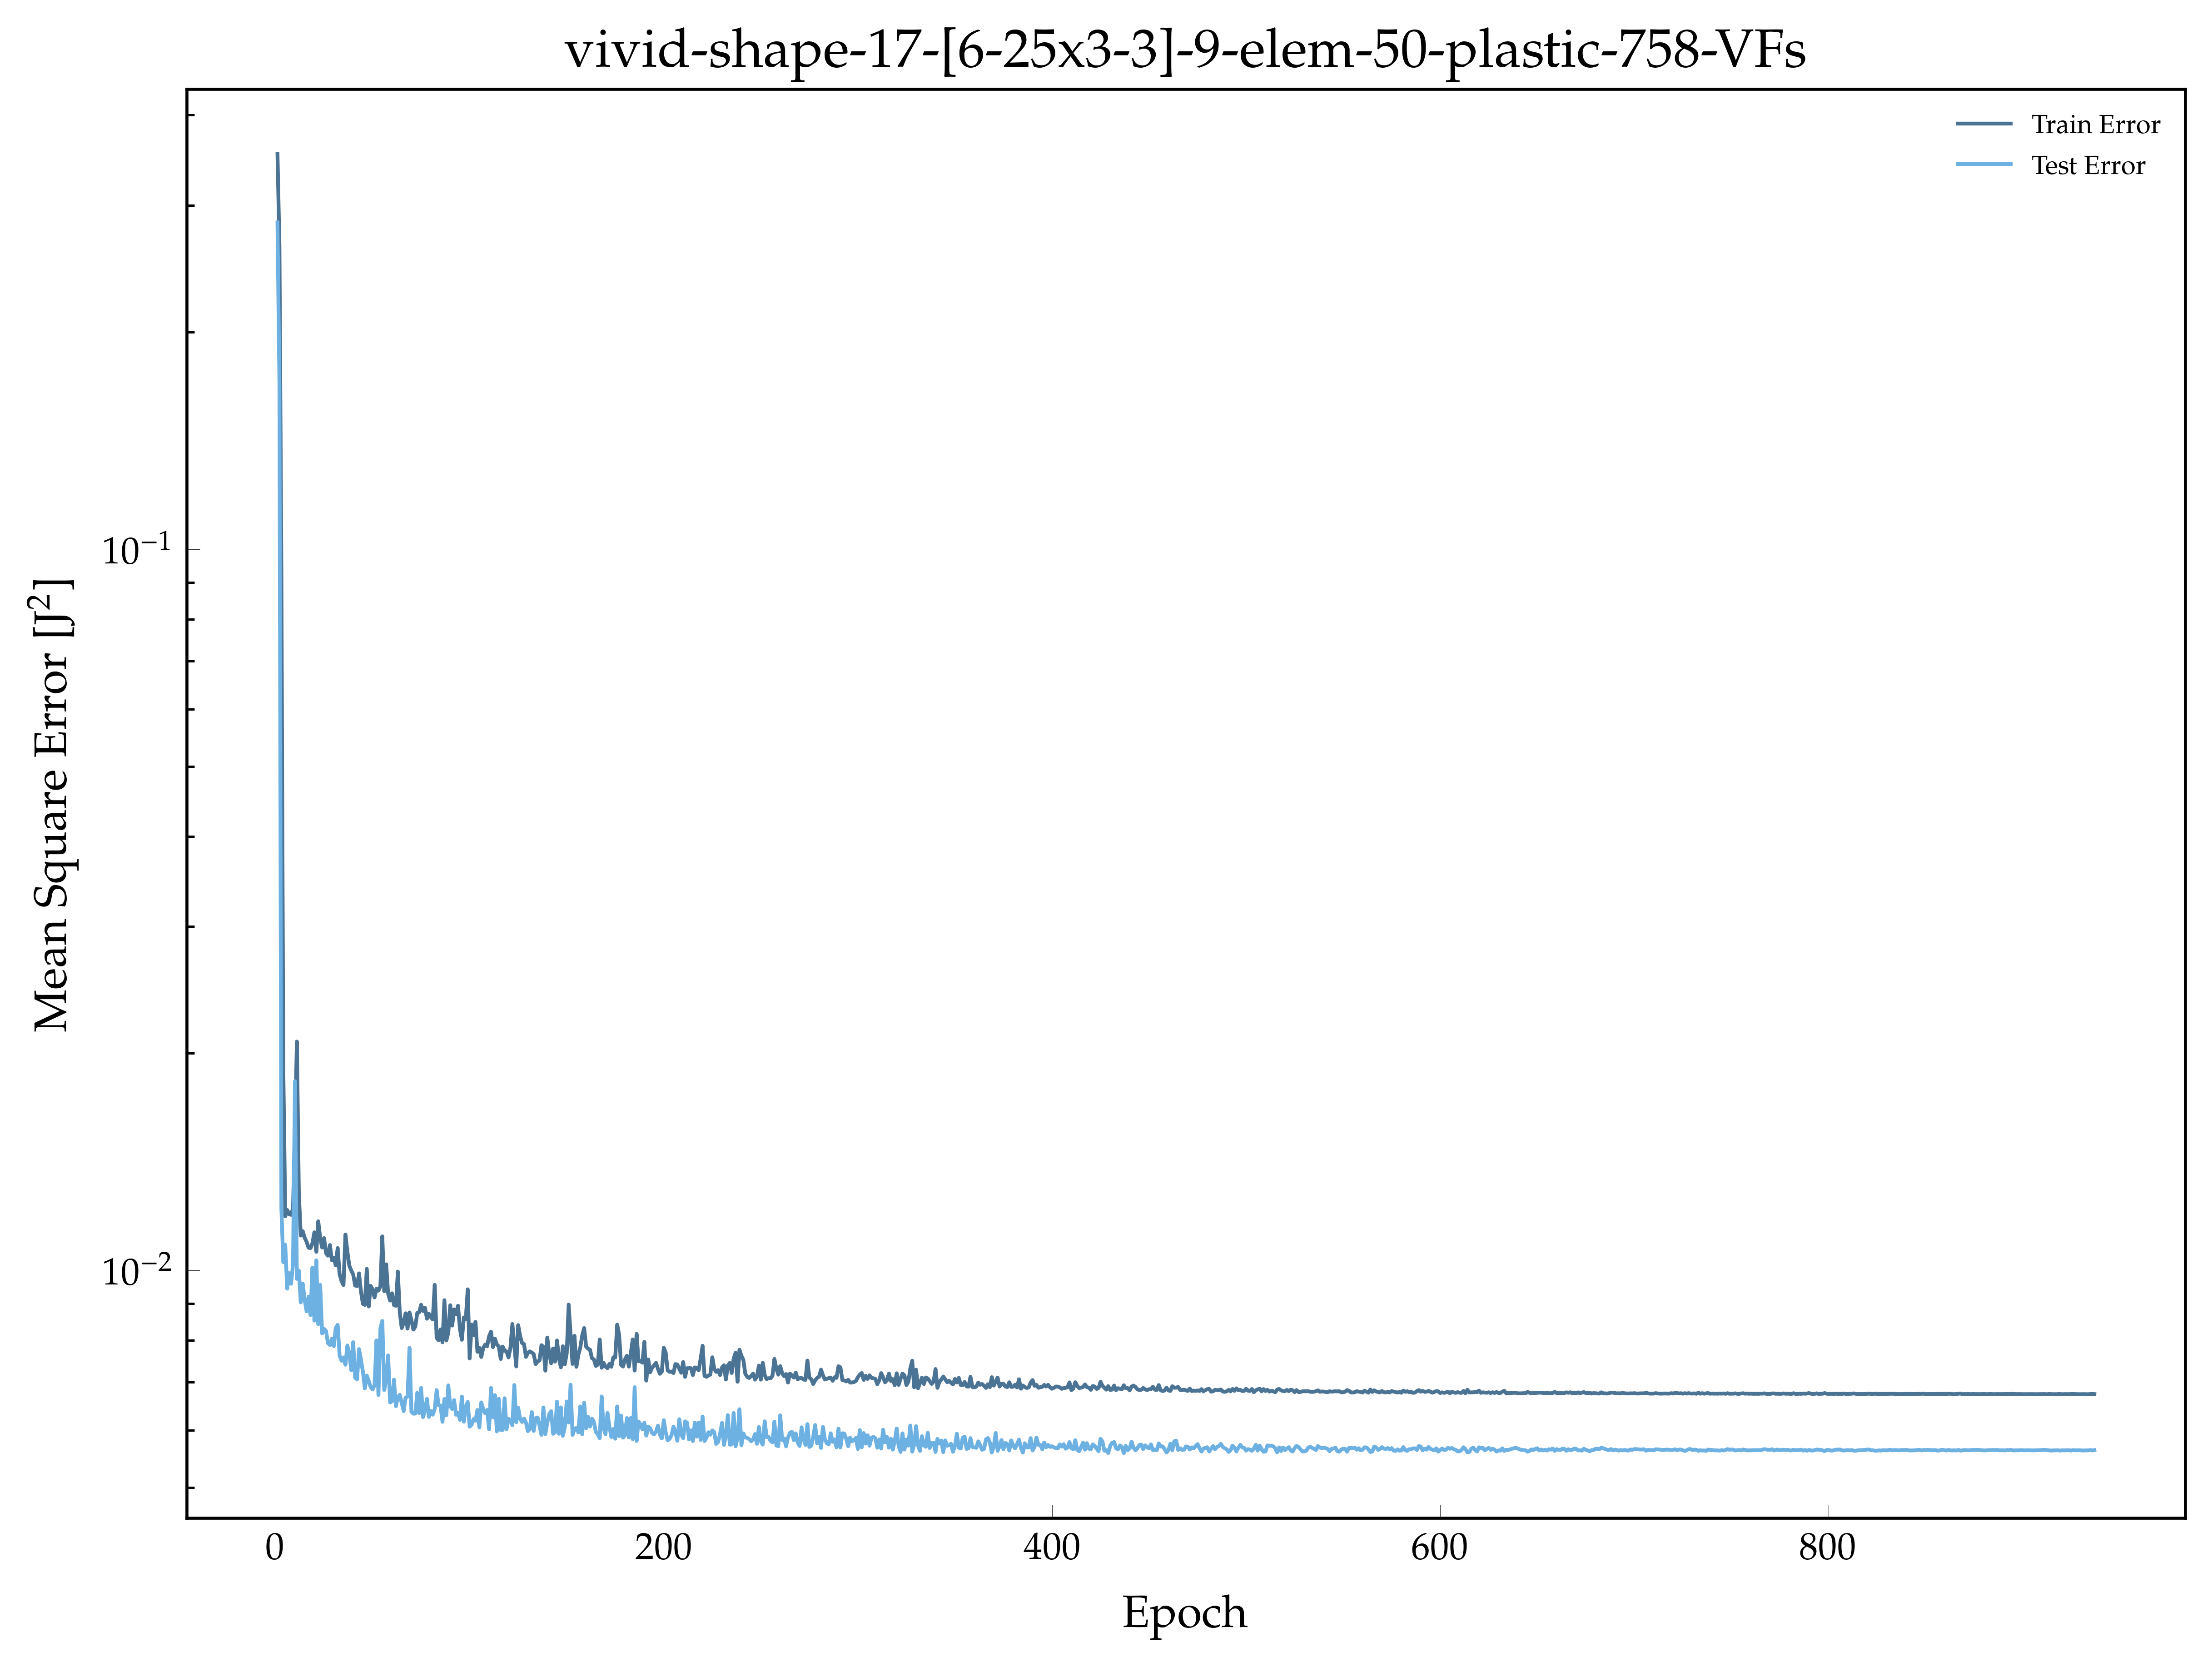 vivid-shape-17-[6-25x3-3]-9-elem-50-plastic-758-VFs
Train Error
Test Error
Mean Square Error [J²]
10⁻¹
10⁻²
0 200 400 600 800
Epoch